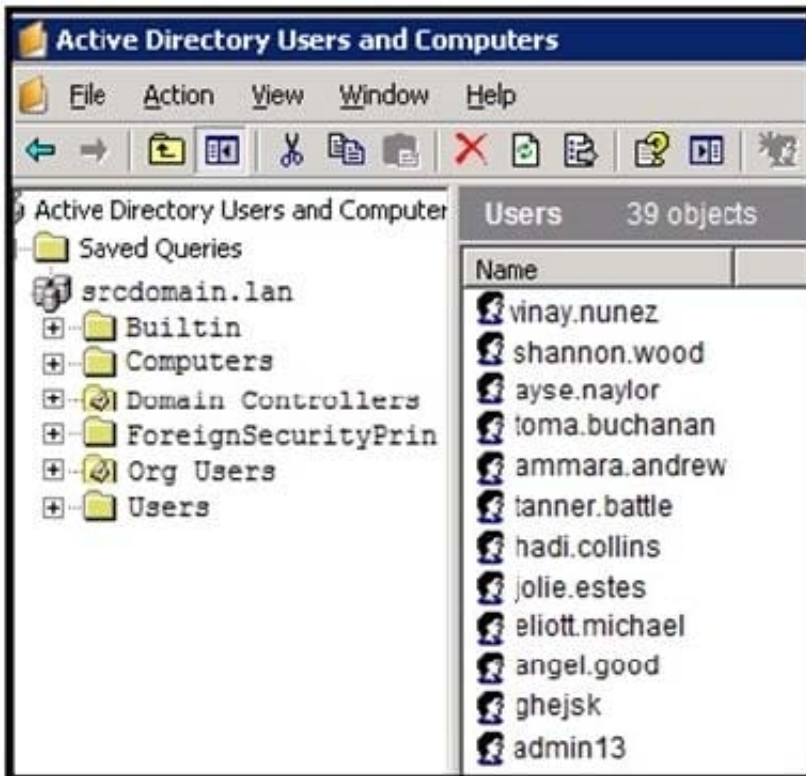 Active Directory Users and Computers
File Action View Window Help
Active Directory Users and Computer
Saved Queries
srcdomain.lan
Builtin
Computers
Domain Controllers
ForeignSecurityPrin
Org Users
Users
Users 39 objects
Name
vinay.nunez
shannon.wood
ayse.naylor
toma.buchanan
ammara.andrew
tanner.battle
hadi.collins
jolie.estes
eliott.michael
angel.good
ghejsk
admin13